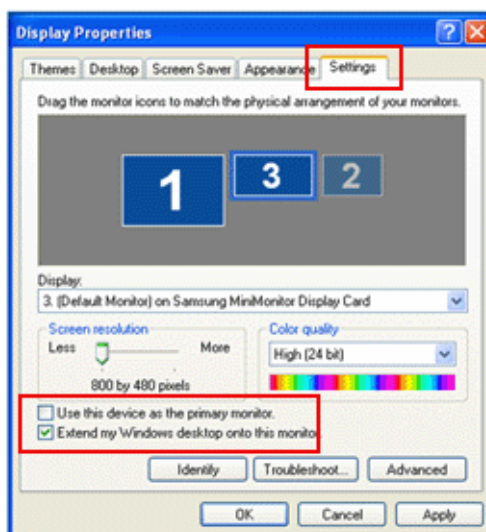 Display Properties
Themes Desktop Screen Saver Appearance Settings
Drag the monitor icons to match the physical arrangement of your monitors.
1 3 2
Display:
3. (Default Monitor) on Samsung MiniMonitor Display Card
Screen resolution Color quality
Less More High (24 bit)
800 by 480 pixels
Use this device as the primary monitor.
Extend my Windows desktop onto this monitor.
Identify Troubleshoot... Advanced
OK Cancel Apply